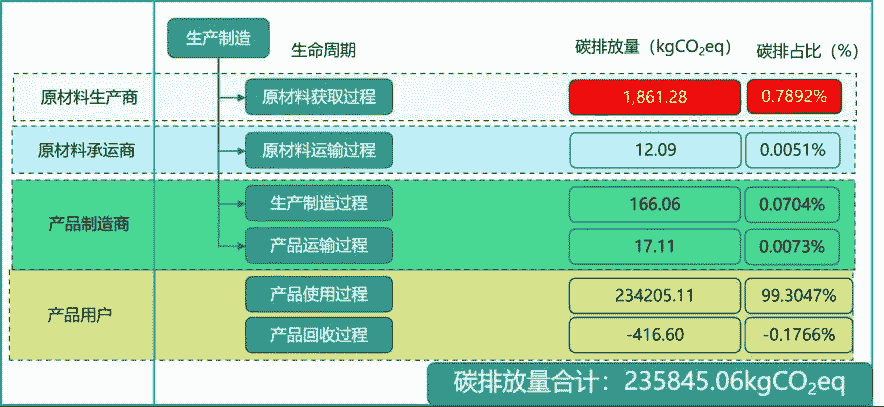 生产制造
生命周期
碳排放量（kgCO₂eq）
碳排占比（%）
原材料生产商
原材料获取过程
1,861.28
0.7892%
原材料承运商
原材料运输过程
12.09
0.0051%
产品制造商
生产制造过程
166.06
0.0704%
产品运输过程
17.11
0.0073%
产品用户
产品使用过程
234205.11
99.3047%
产品回收过程
-416.60
-0.1766%
碳排放量合计：235845.06kgCO₂eq